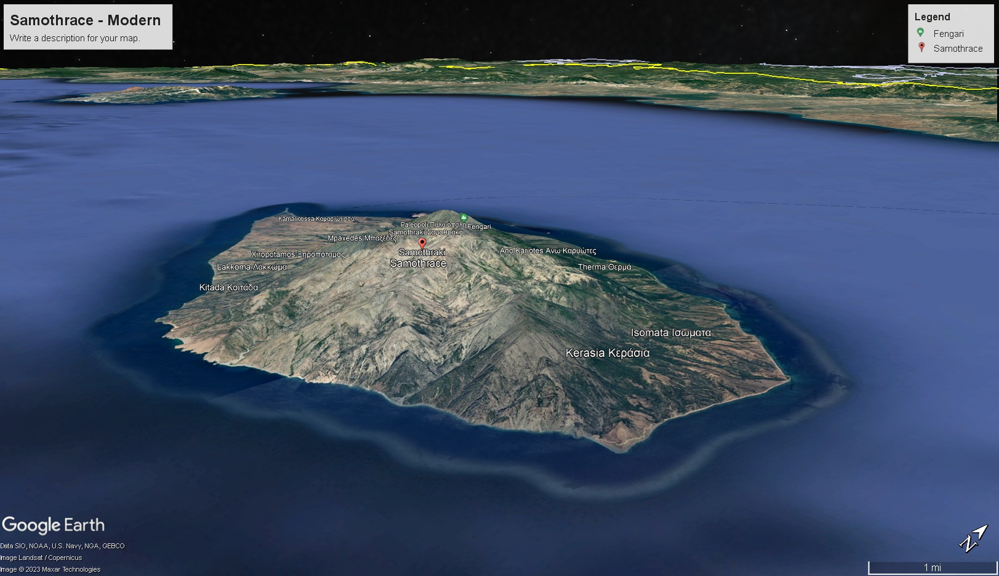 Samothrace - Modern
Write a description for your map.
Legend
Fengari
Samothrace
Kamariotissa Καμαριώτισσα
Paleopoli Παλαιόπολη
Fengari
Samothraki Σαμοθράκη
Mpaxedes Μπαξέδες
Samothraki
Samothrace
Xiropotamos Ξηροπόταμος
Ano Kariotes Άνω Καρυώτες
Lakkoma Λάκκωμα
Therma Θερμά
Kitada Κοιτάδα
Isomata Ισωματα
Kerasia Κεράσια
Google Earth
Data SIO, NOAA, U.S. Navy, NGA, GEBCO
Image Landsat / Copernicus
Image © 2023 Maxar Technologies
N
1 mi